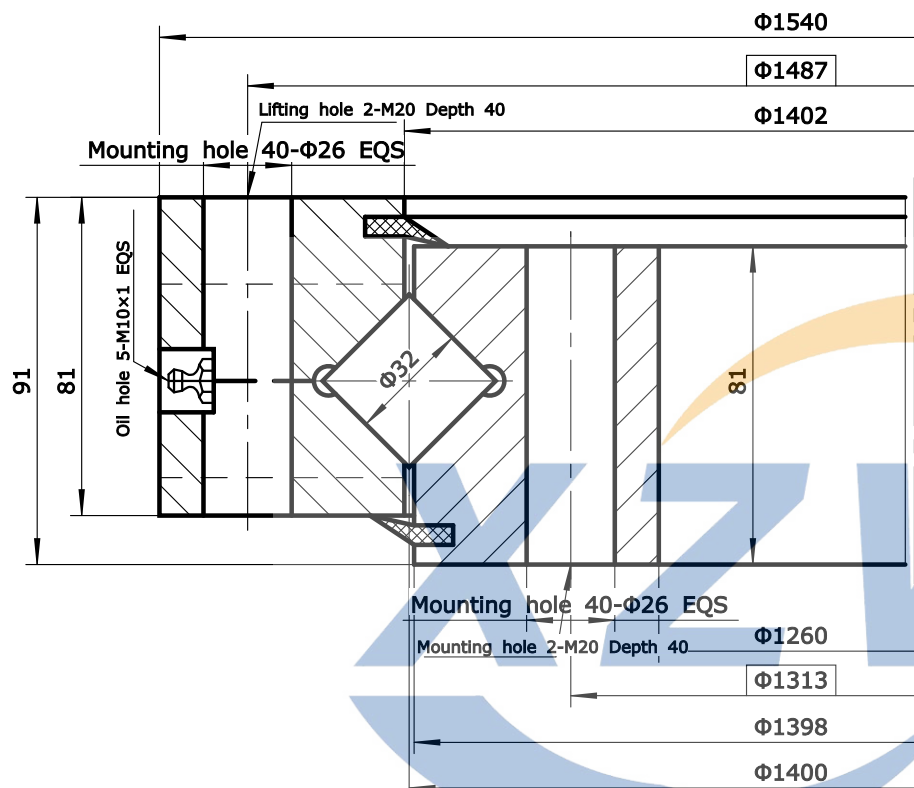 Φ1540
Φ1487
Lifting hole 2-M20 Depth 40
Φ1402
Mounting hole 40-Φ26 EQS
Oil hole 5-M10×1 EQS
91
81
Φ32
81
Mounting hole 40-Φ26 EQS
Mounting hole 2-M20 Depth 40
Φ1260
Φ1313
Φ1398
Φ1400
XZ